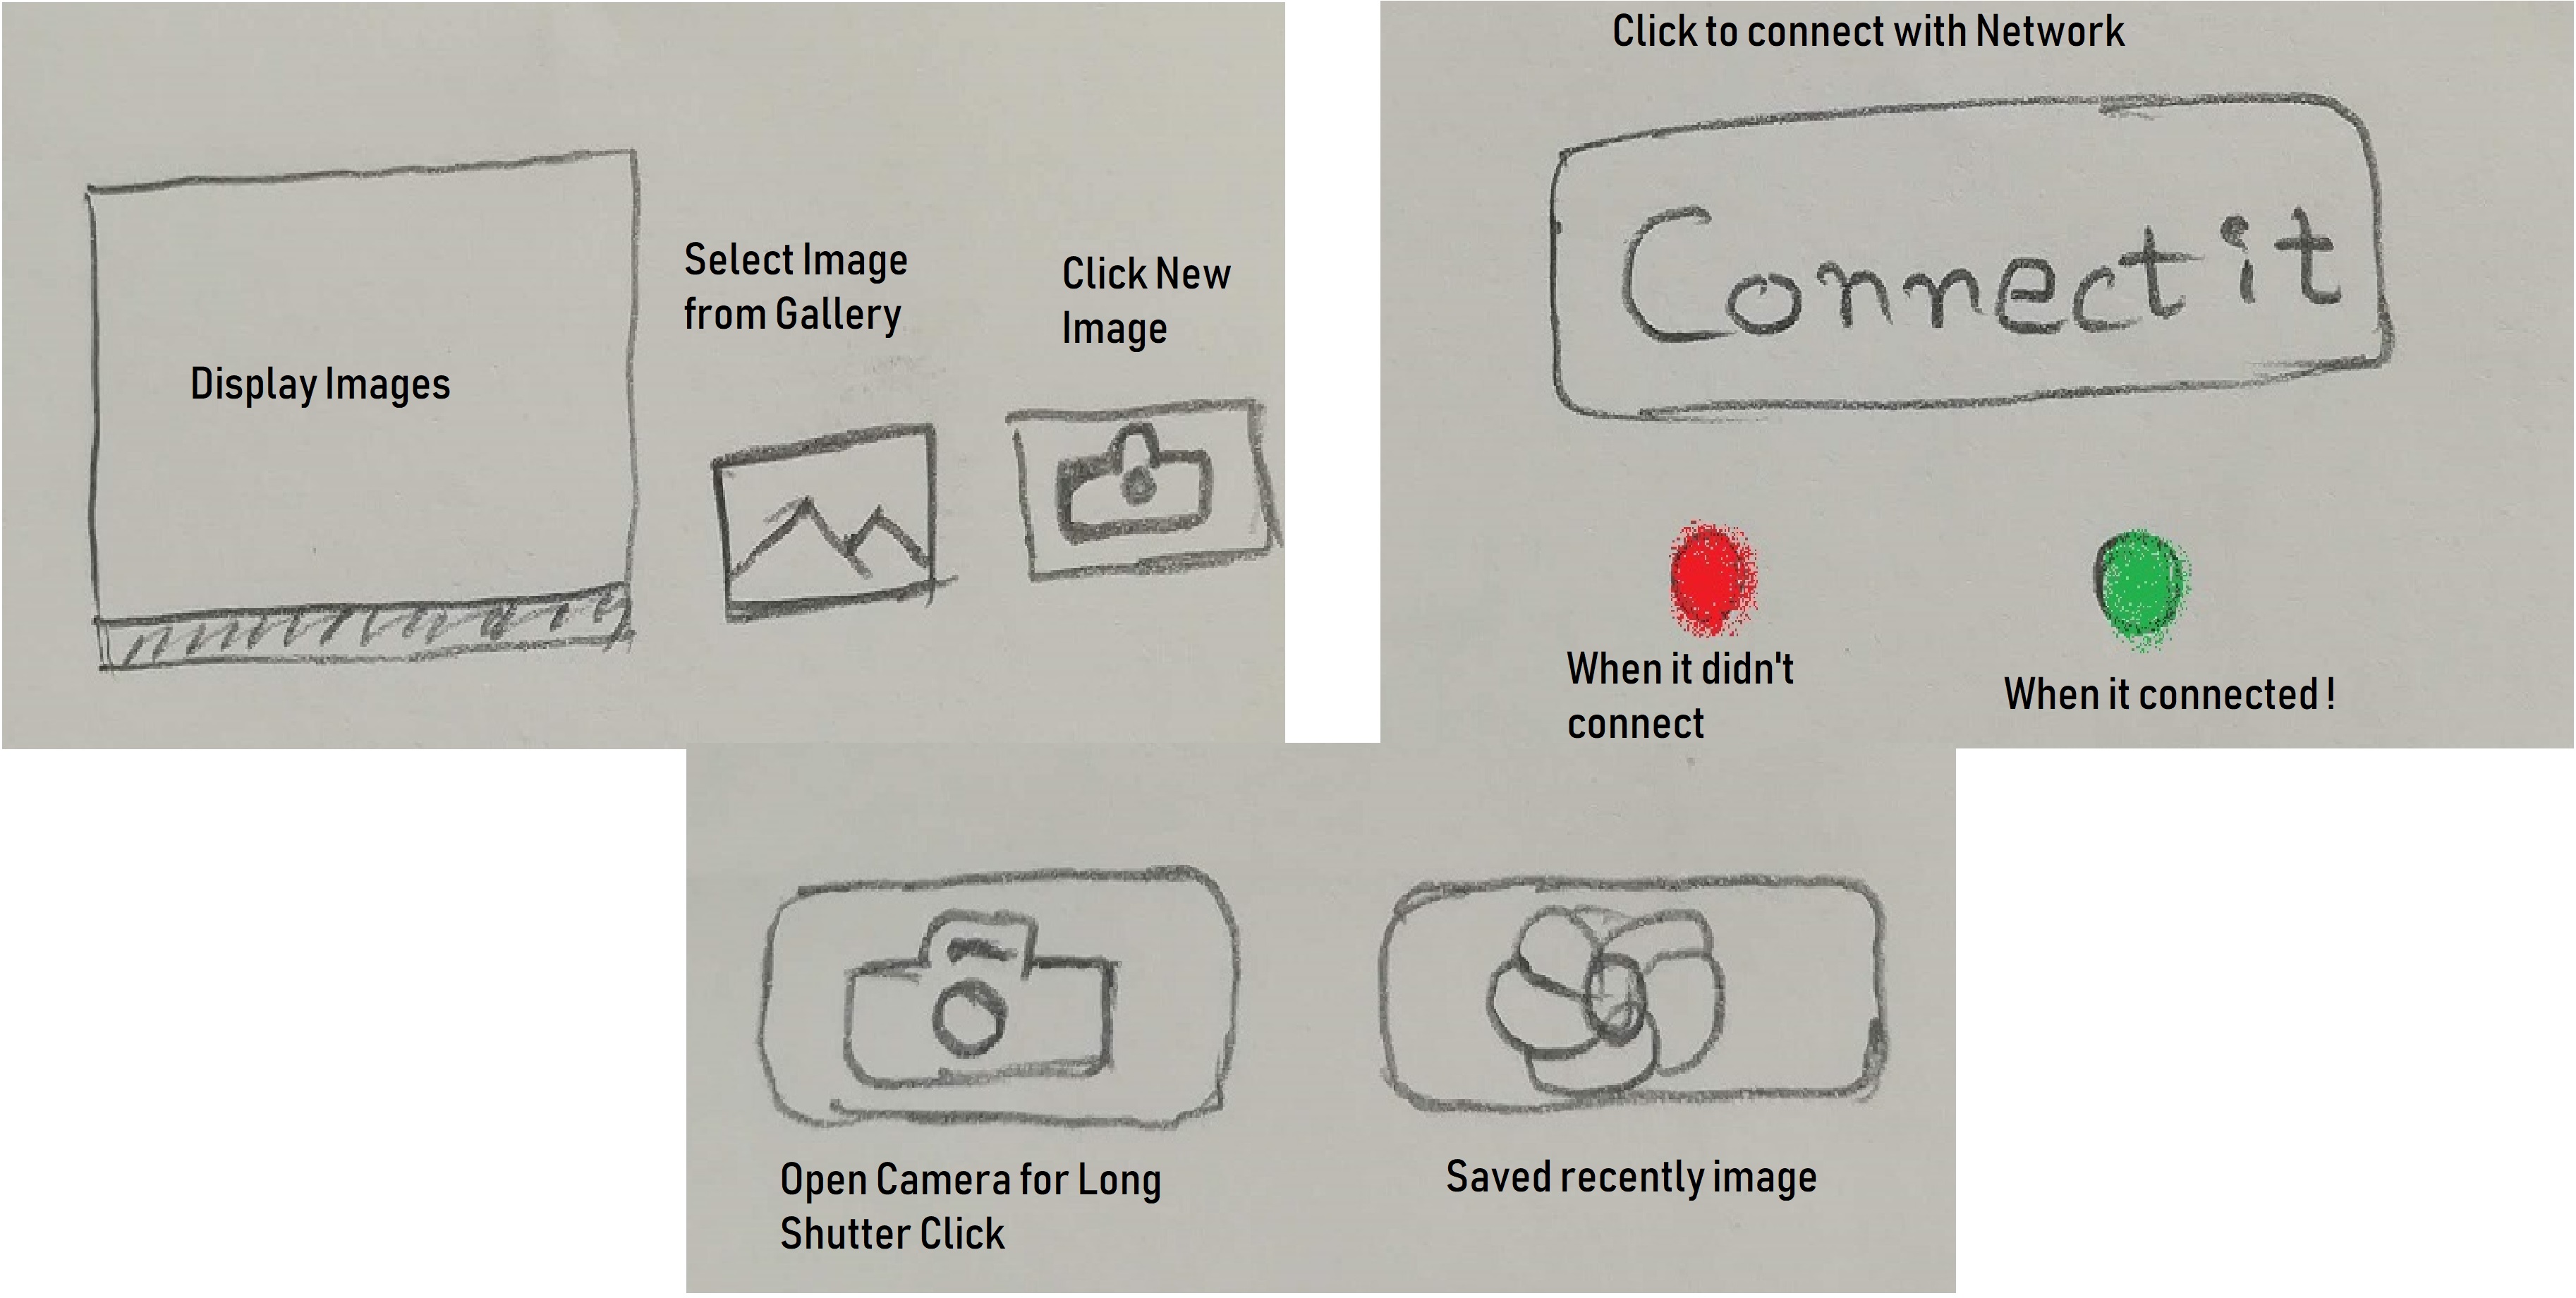 Display Images
Select Image
from Gallery
Click New
Image
Click to connect with Network
Connect it
When it didn't
connect
When it connected !
Open Camera for Long
Shutter Click
Saved recently image